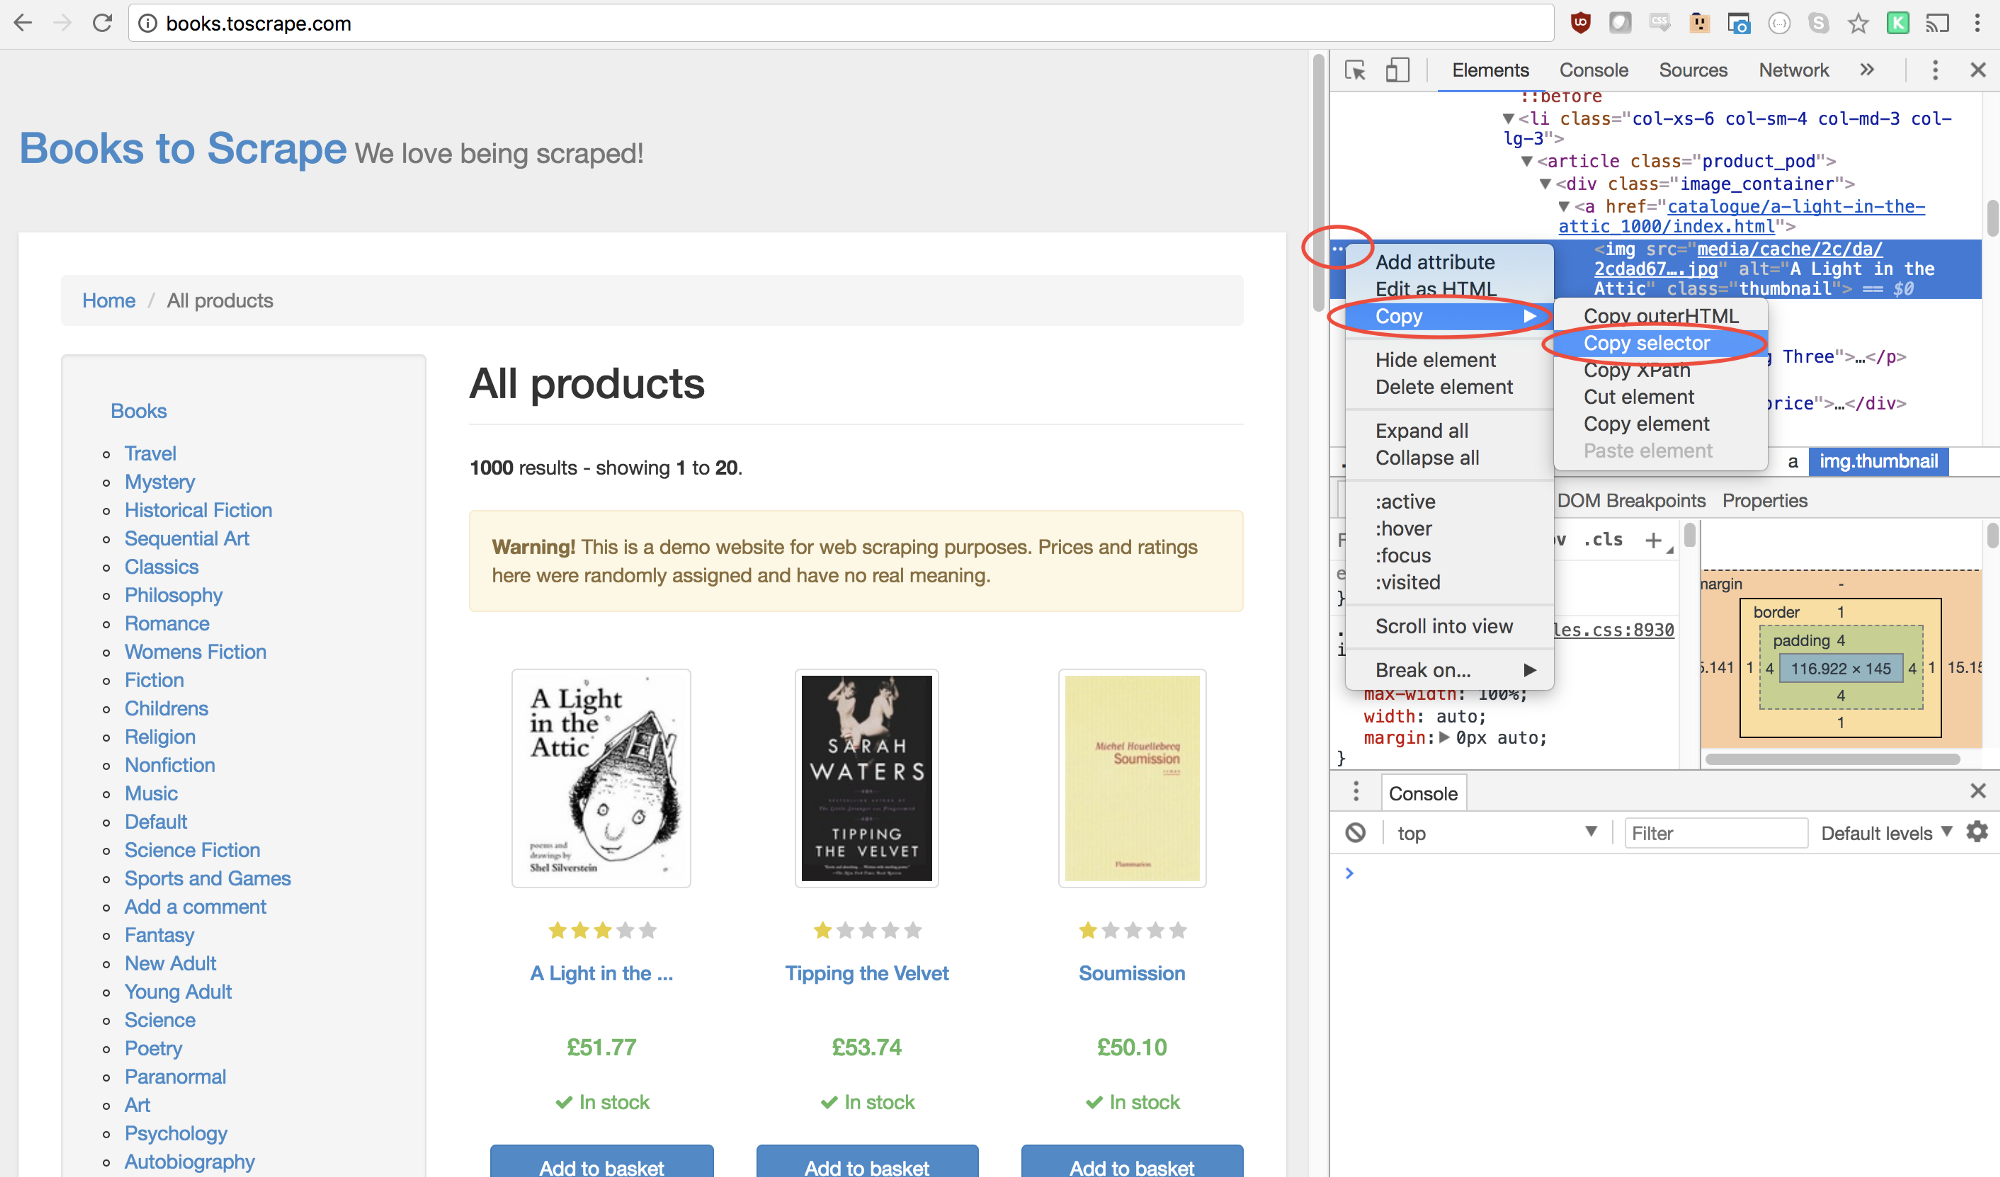 books.toscrape.com
Books to Scrape We love being scraped!
Home / All products
Books
Travel
Mystery
Historical Fiction
Sequential Art
Classics
Philosophy
Romance
Womens Fiction
Fiction
Childrens
Religion
Nonfiction
Music
Default
Science Fiction
Sports and Games
Add a comment
Fantasy
New Adult
Young Adult
Science
Poetry
Paranormal
Art
Psychology
Autobiography
All products
1000 results - showing 1 to 20.
Warning! This is a demo website for web scraping purposes. Prices and ratings
here were randomly assigned and have no real meaning.
A Light
in the
Attic
poems and
drawings by
Shel Silverstein
A Light in the ...
£51.77
In stock
Add to basket
SARAH
WATERS
TIPPING
THE VELVET
Tipping the Velvet
£53.74
In stock
Add to basket
Michel Houellebecq
Soumission
Flammarion
Soumission
£50.10
In stock
Add to basket
Elements Console Sources Network »
::before
<li class="col-xs-6 col-sm-4 col-md-3 col-
lg-3">
<article class="product_pod">
<div class="image_container">
<a href="catalogue/a-light-in-the-
attic_1000/index.html">
<img src="media/cache/2c/da/
2cdad67….jpg" alt="A Light in the
Attic" class="thumbnail"> == $0
Three">…</p>
price">…</div>
a img.thumbnail
Add attribute
Edit as HTML
Copy
Hide element
Delete element
Expand all
Collapse all
:active
:hover
:focus
:visited
Scroll into view
Break on...
Copy outerHTML
Copy selector
Copy XPath
Cut element
Copy element
Paste element
DOM Breakpoints Properties
.cls +
les.css:8930
max-width: 100%;
width: auto;
margin: 0px auto;
}
margin -
border 1
padding 4
5.141 1 4 116.922 × 145 4 1 15.15
4
1
Console
top Filter Default levels